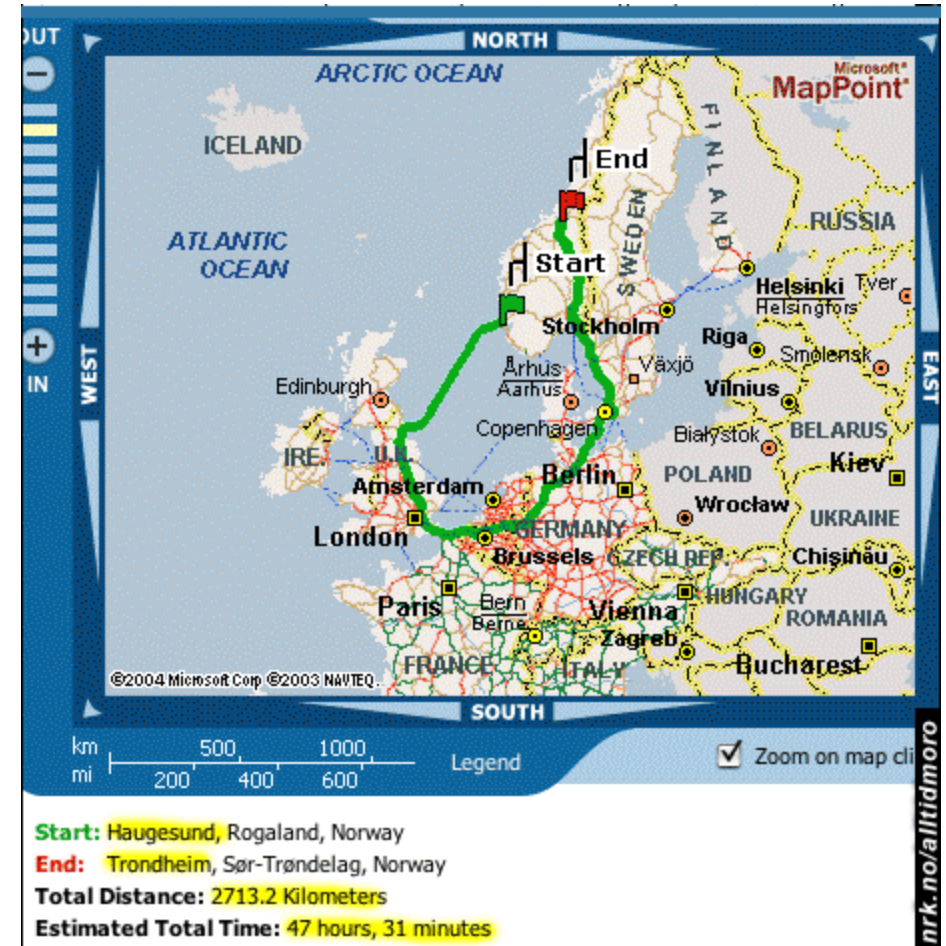 OUT
NORTH
ARCTIC OCEAN
Microsoft®
MapPoint®
ICELAND
FINLAND
End
RUSSIA
SWEDEN
ATLANTIC
OCEAN
Start
Helsinki
Helsingfors
Tver
Stockholm
Riga
Smolensk
IN
WEST
EAST
Århus
Aarhus
Växjö
Edinburgh
Vilnius
Copenhagen
Białystok
BELARUS
IRE.
U.K.
Amsterdam
Berlin
POLAND
Kiev
Wrocław
London
GERMANY
UKRAINE
Brussels
CZECH REP.
Chişinău
Paris
Bern
Berne
Vienna
HUNGARY
ROMANIA
Zagreb
FRANCE
ITALY
Bucharest
©2004 Microsoft Corp ©2003 NAVTEQ.
SOUTH
km 500 1000
mi 200 400 600
Legend
Zoom on map cli
Start: Haugesund, Rogaland, Norway
End: Trondheim, Sør-Trøndelag, Norway
Total Distance: 2713.2 Kilometers
Estimated Total Time: 47 hours, 31 minutes
nrk.no/alltidmoro